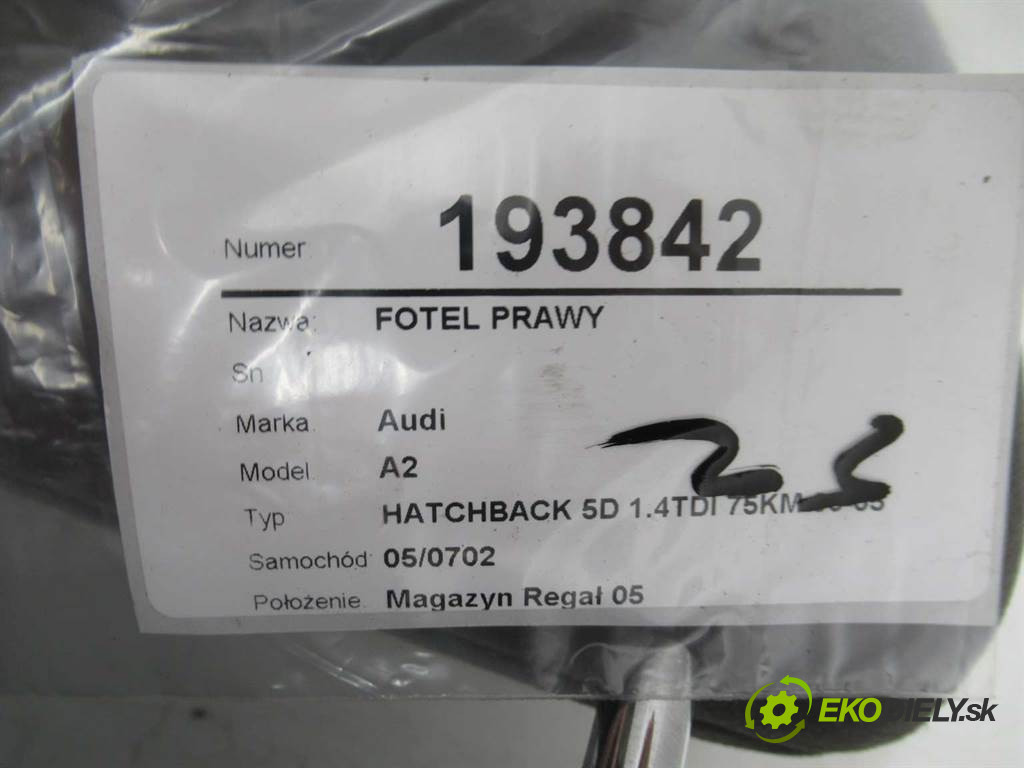 Numer 193842
Nazwa: FOTEL PRAWY
Sn
Marka Audi
Model A2
Typ HATCHBACK 5D 1.4TDI 75KM
Samochód 05/0702
Położenie Magazyn Regał 05
EKODIELY.sk